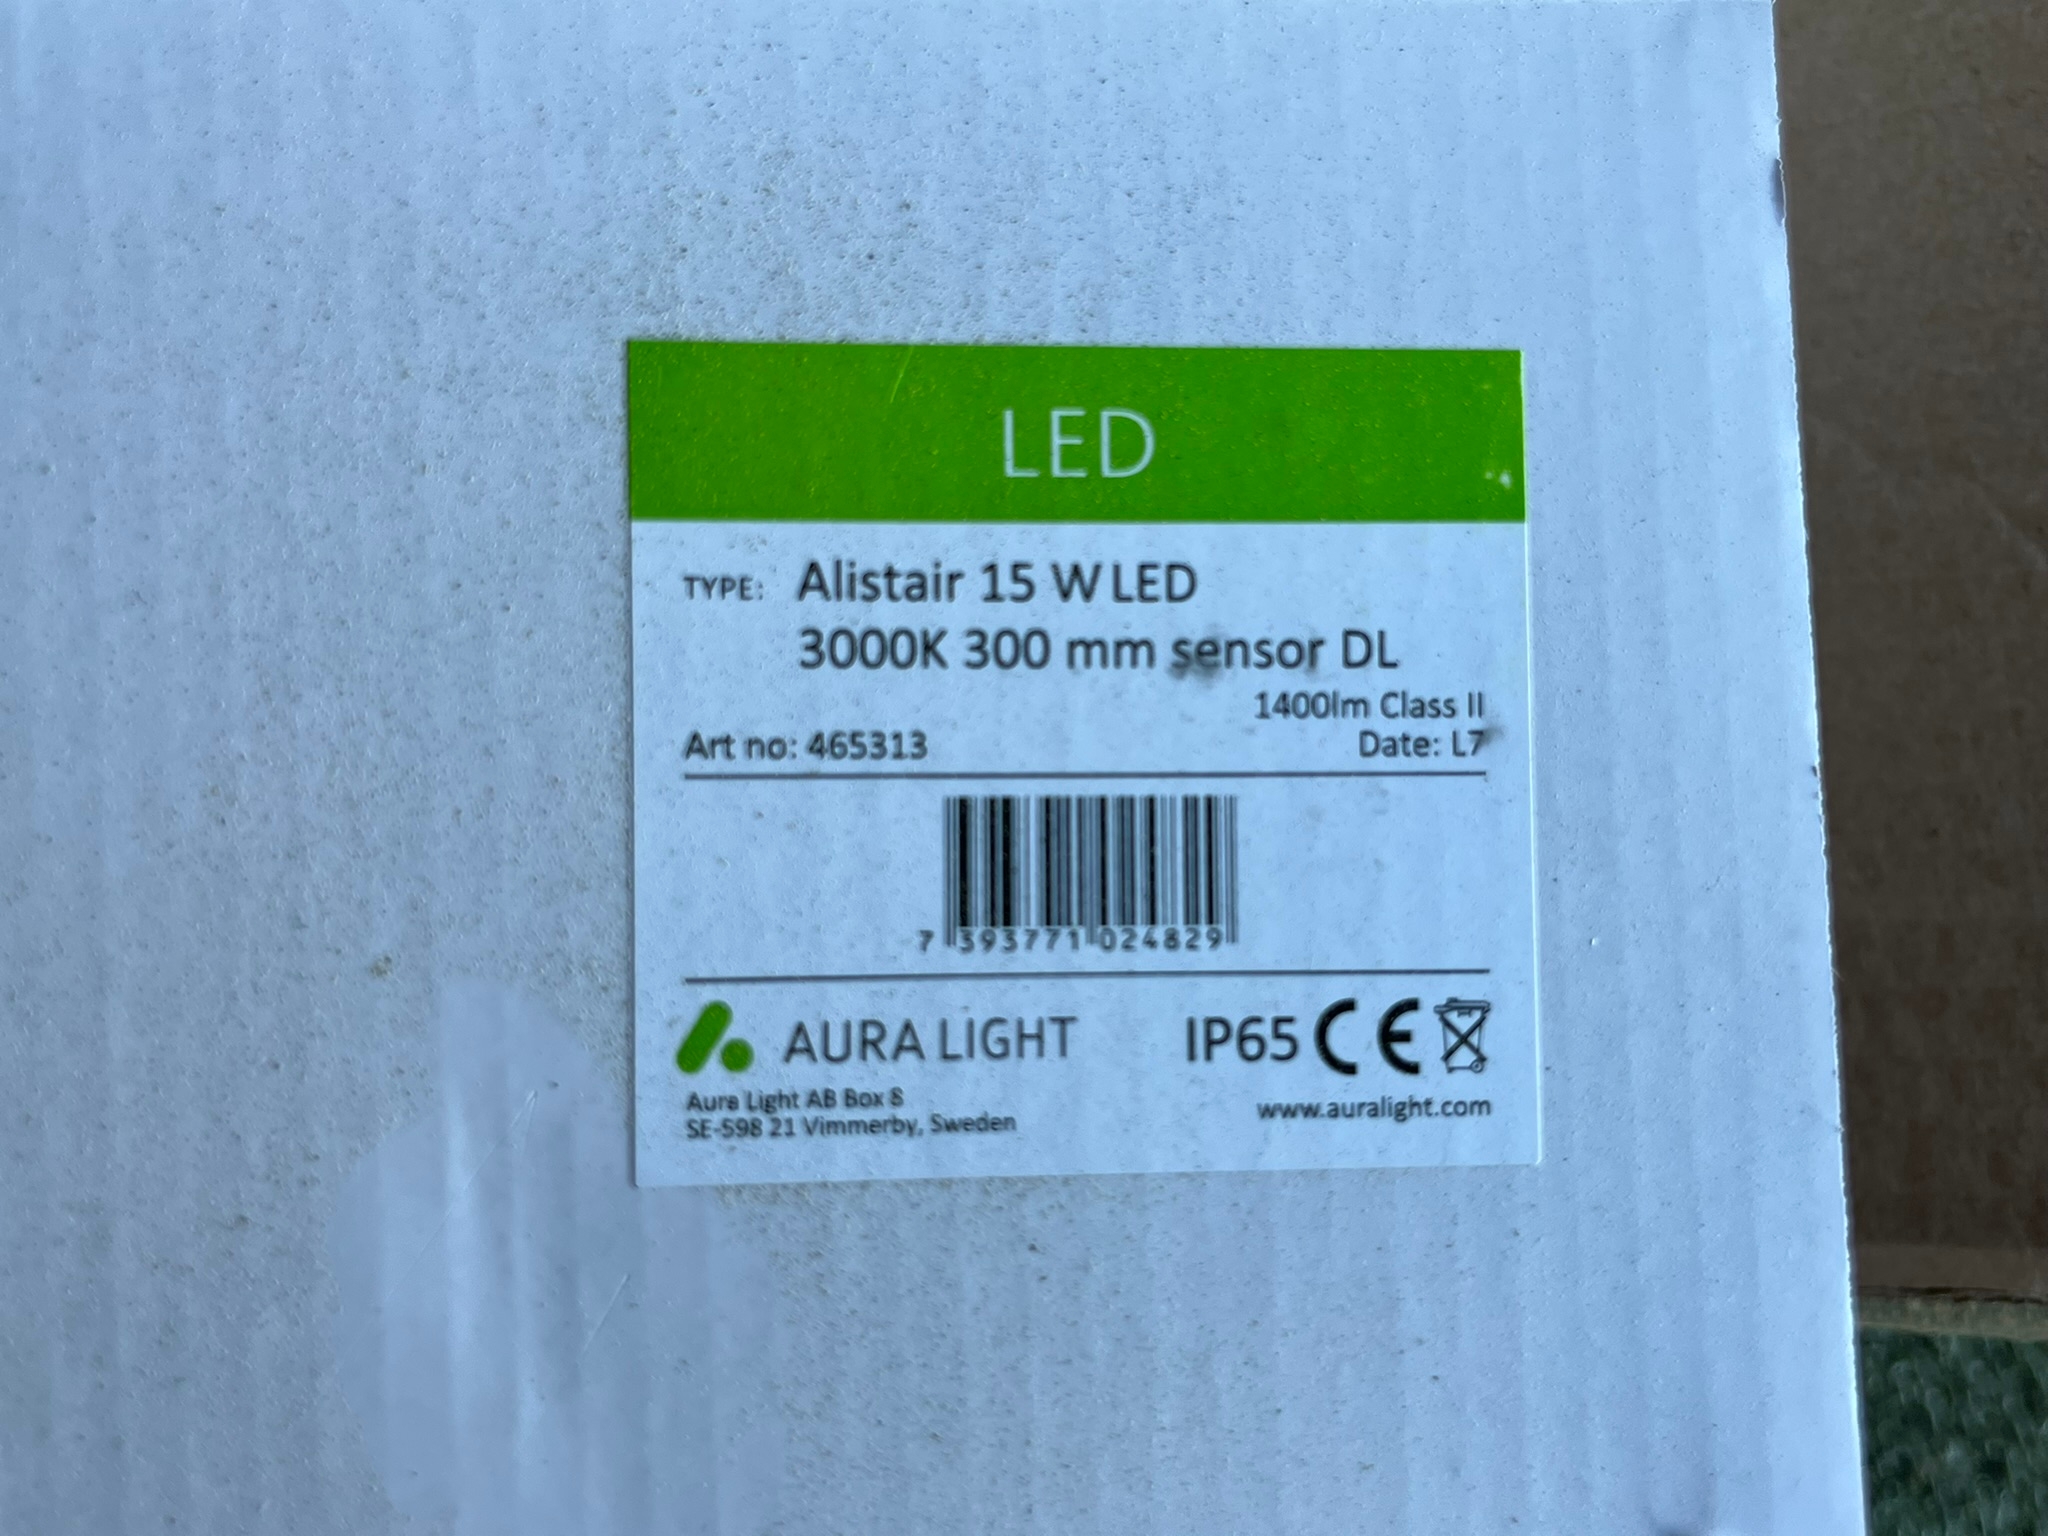 LED
TYPE: Alistair 15 W LED
3000K 300 mm sensor DL
1400lm Class II
Art no: 465313 Date: L7
7 393771 024829
AURA LIGHT IP65 CE
Aura Light AB Box 8
SE-598 21 Vimmerby, Sweden www.auralight.com